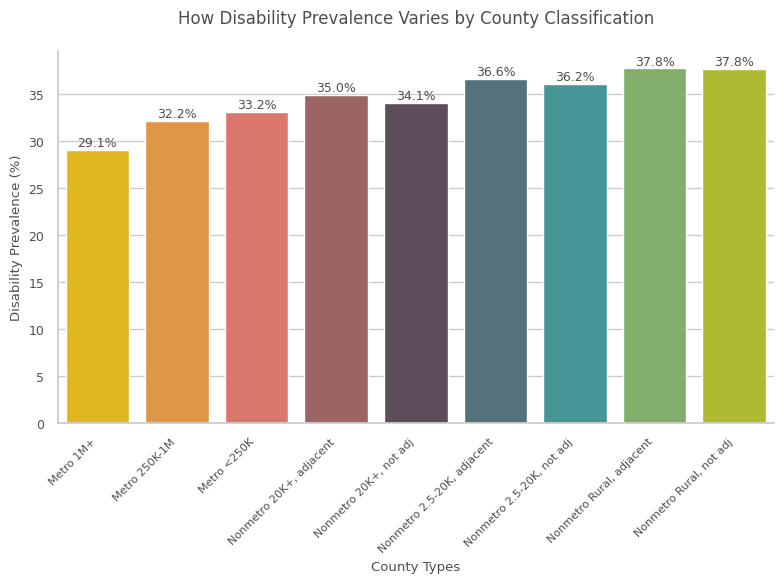 How Disability Prevalence Varies by County Classification
Disability Prevalence (%)
35
30
25
20
15
10
5
0
29.1%
32.2%
33.2%
35.0%
34.1%
36.6%
36.2%
37.8%
37.8%
Metro 1M+
Metro 250K-1M
Metro <250K
Nonmetro 20K+, adjacent
Nonmetro 20K+, not adj
Nonmetro 2.5-20K, adjacent
Nonmetro 2.5-20K, not adj
Nonmetro Rural, adjacent
Nonmetro Rural, not adj
County Types